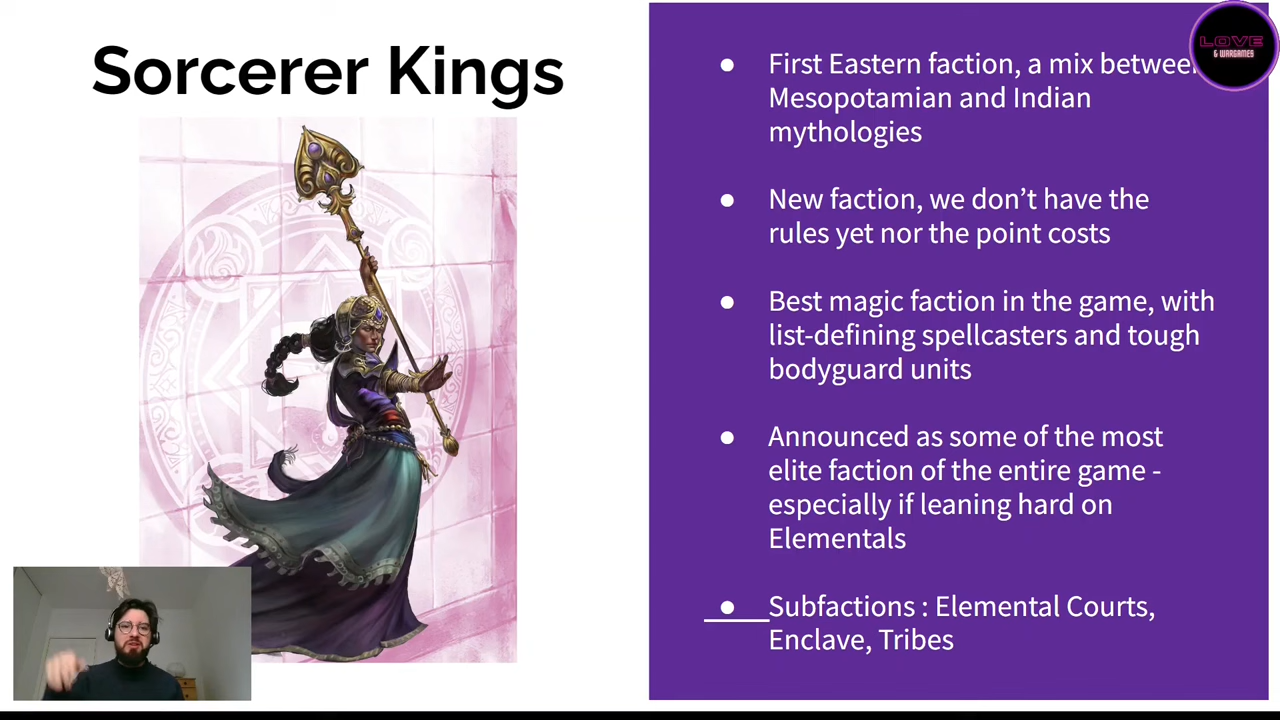 Sorcerer Kings
LOVE
& WARGAMES
● First Eastern faction, a mix between
Mesopotamian and Indian
mythologies
● New faction, we don’t have the
rules yet nor the point costs
● Best magic faction in the game, with
list-defining spellcasters and tough
bodyguard units
● Announced as some of the most
elite faction of the entire game -
especially if leaning hard on
Elementals
● Subfactions : Elemental Courts,
Enclave, Tribes